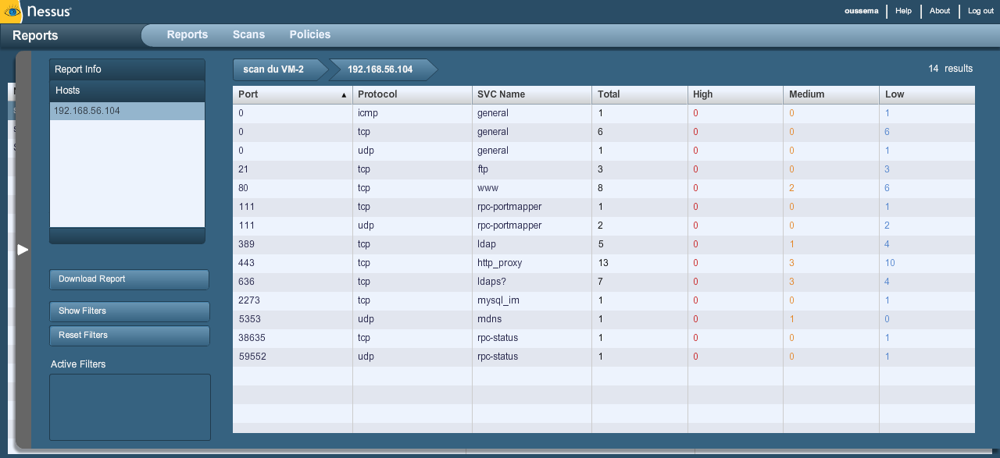 Nessus®
oussema Help About Log out
Reports
Reports Scans Policies
Report Info
Hosts
192.168.56.104
Download Report
Show Filters
Reset Filters
Active Filters
scan du VM-2 192.168.56.104
14 results
Port Protocol SVC Name Total High Medium Low
0 icmp general 1 0 0 1
0 tcp general 6 0 0 6
0 udp general 1 0 0 1
21 tcp ftp 3 0 0 3
80 tcp www 8 0 2 6
111 tcp rpc-portmapper 1 0 0 1
111 udp rpc-portmapper 2 0 0 2
389 tcp ldap 5 0 1 4
443 tcp http_proxy 13 0 3 10
636 tcp ldaps? 7 0 3 4
2273 tcp mysql_im 1 0 0 1
5353 udp mdns 1 0 1 0
38635 tcp rpc-status 1 0 0 1
59552 udp rpc-status 1 0 0 1